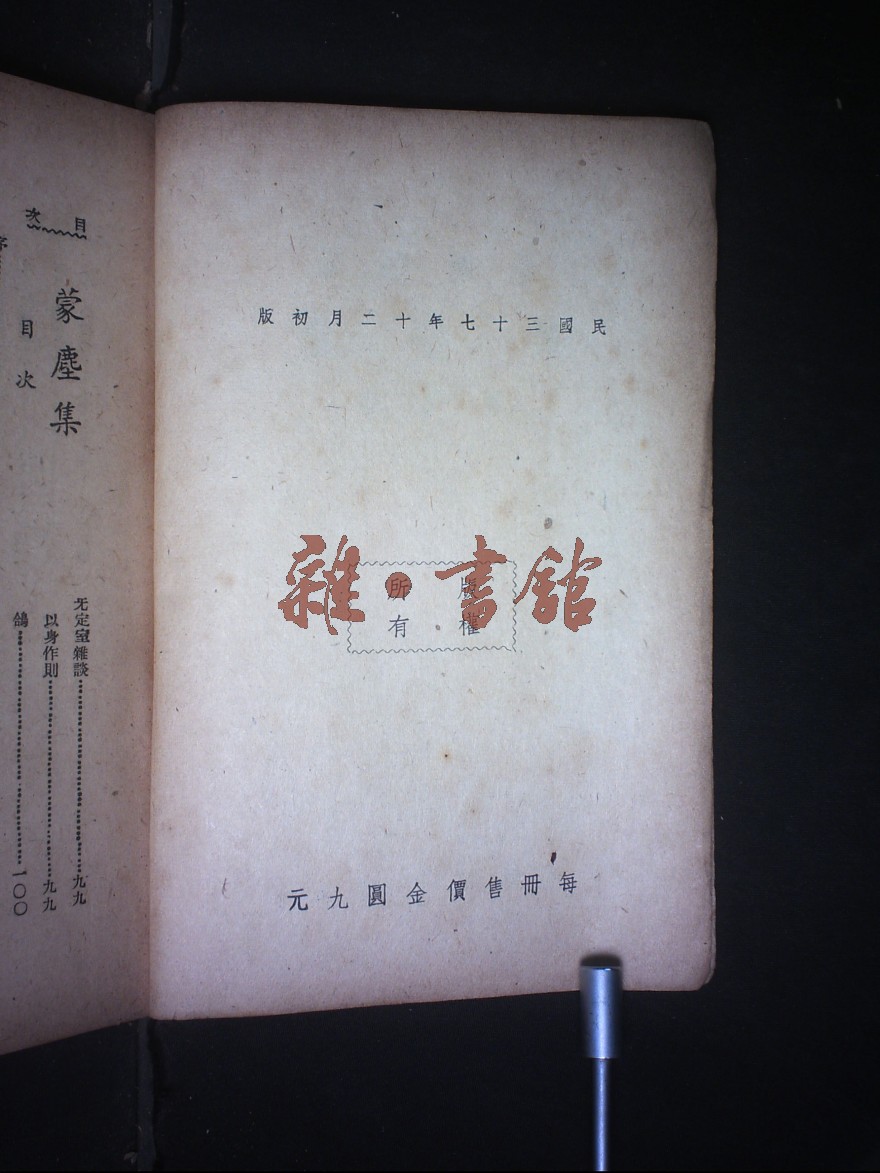 民國三十七年十二月初版
雜·書館
版權
所有
每冊售價金圓九元
目次
蒙塵集
目次
旡定室雜談……九九
以身作則……九九
鴿……一〇〇